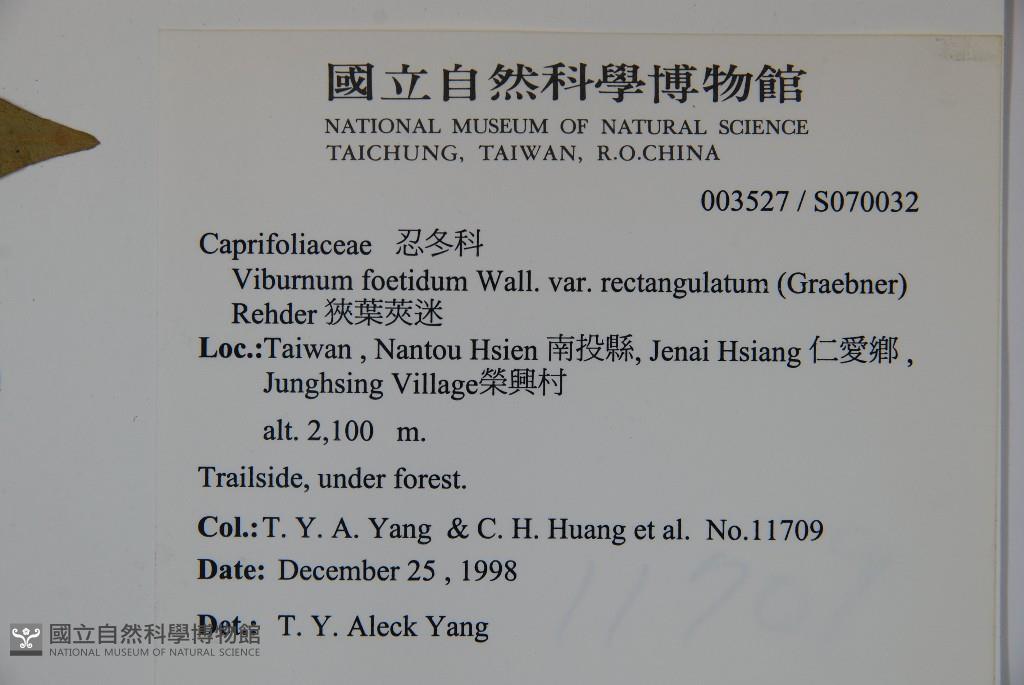 國立自然科學博物館
NATIONAL MUSEUM OF NATURAL SCIENCE
TAICHUNG, TAIWAN, R.O.CHINA
003527 / S070032
Caprifoliaceae 忍冬科
Viburnum foetidum Wall. var. rectangulatum (Graebner)
Rehder 狹葉莢迷
Loc.:Taiwan , Nantou Hsien 南投縣, Jenai Hsiang 仁愛鄉 ,
Junghsing Village榮興村
alt. 2,100 m.
Trailside, under forest.
Col.: T. Y. A. Yang & C. H. Huang et al. No.11709
Date: December 25 , 1998
Det.: T. Y. Aleck Yang
11709
國立自然科學博物館
NATIONAL MUSEUM OF NATURAL SCIENCE